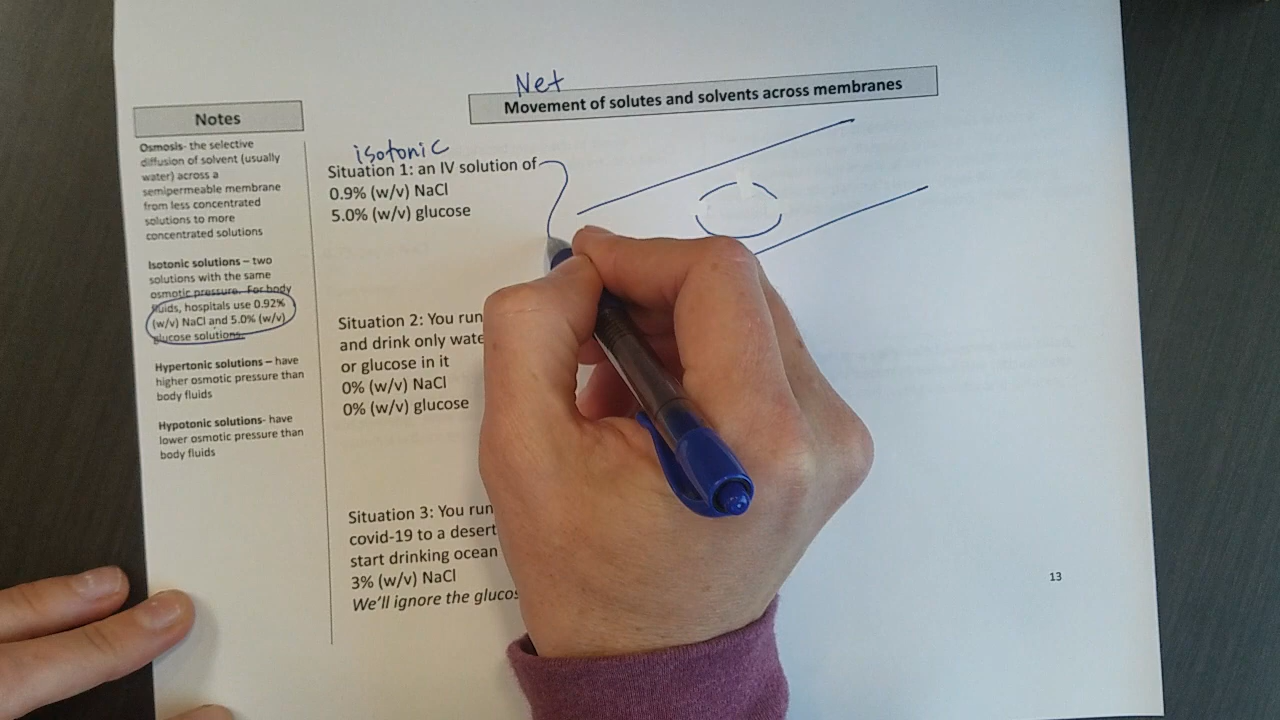 Net
Movement of solutes and solvents across membranes
Notes
Osmosis- the selective
diffusion of solvent (usually
water) across a
semipermeable membrane
from less concentrated
solutions to more
concentrated solutions
Isotonic solutions – two
solutions with the same
osmotic pressure. For body
fluids, hospitals use 0.92%
(w/v) NaCl and 5.0% (w/v)
glucose solutions.
Hypertonic solutions – have
higher osmotic pressure than
body fluids
Hypotonic solutions- have
lower osmotic pressure than
body fluids
isotonic
Situation 1: an IV solution of
0.9% (w/v) NaCl
5.0% (w/v) glucose
Situation 2: You run
and drink only
or glucose in it
0% (w/v) NaCl
0% (w/v) glucose
Situation 3: You run
covid-19 to a desert
start drinking ocean
3% (w/v) NaCl
We'll ignore the
13